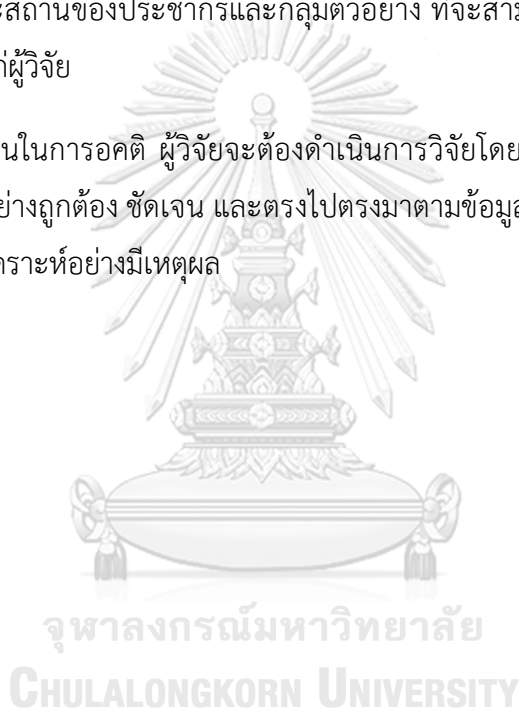 ะสถานของประชากรและกลุ่มตัวอย่าง ที่จะสาม
ผู้วิจัย
นในการอคติ ผู้วิจัยจะต้องดำเนินการวิจัยโดย
ย่างถูกต้อง ชัดเจน และตรงไปตรงมาตามข้อมูล
คราะห์อย่างมีเหตุผล
จุฬาลงกรณ์มหาวิทยาลัย
CHULALONGKORN UNIVERSITY